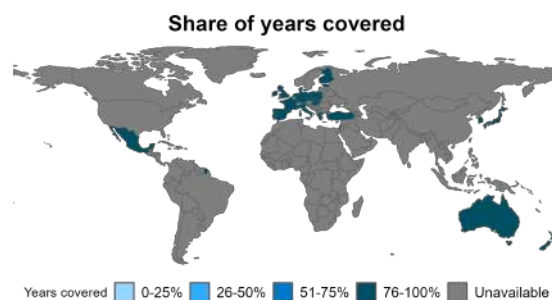 Share of years covered
Years covered 0-25% 26-50% 51-75% 76-100% Unavailable